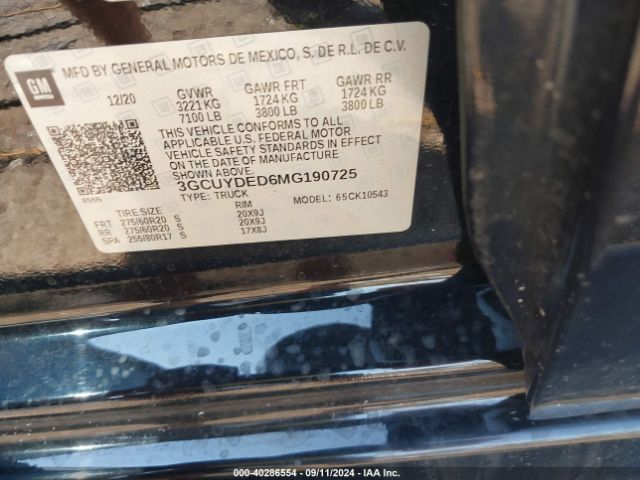 GM
MFD BY GENERAL MOTORS DE MEXICO, S. DE R.L. DE C.V.
12/20 GVWR GAWR FRT GAWR RR
3221 KG 1724 KG 1724 KG
7100 LB 3800 LB 3800 LB
THIS VEHICLE CONFORMS TO ALL
APPLICABLE U.S. FEDERAL MOTOR
VEHICLE SAFETY STANDARDS IN EFFECT
ON THE DATE OF MANUFACTURE
SHOWN ABOVE.
3GCUYDED6MG190725
TYPE: TRUCK 65CK10543
TIRE SIZE RIM
FRT 275/60R20 S 20X9J
RR 275/60R20 S 20X9J
SPA 255/80R17 S 17X8J
000-40286554 - 09/11/2024 - IAA Inc.